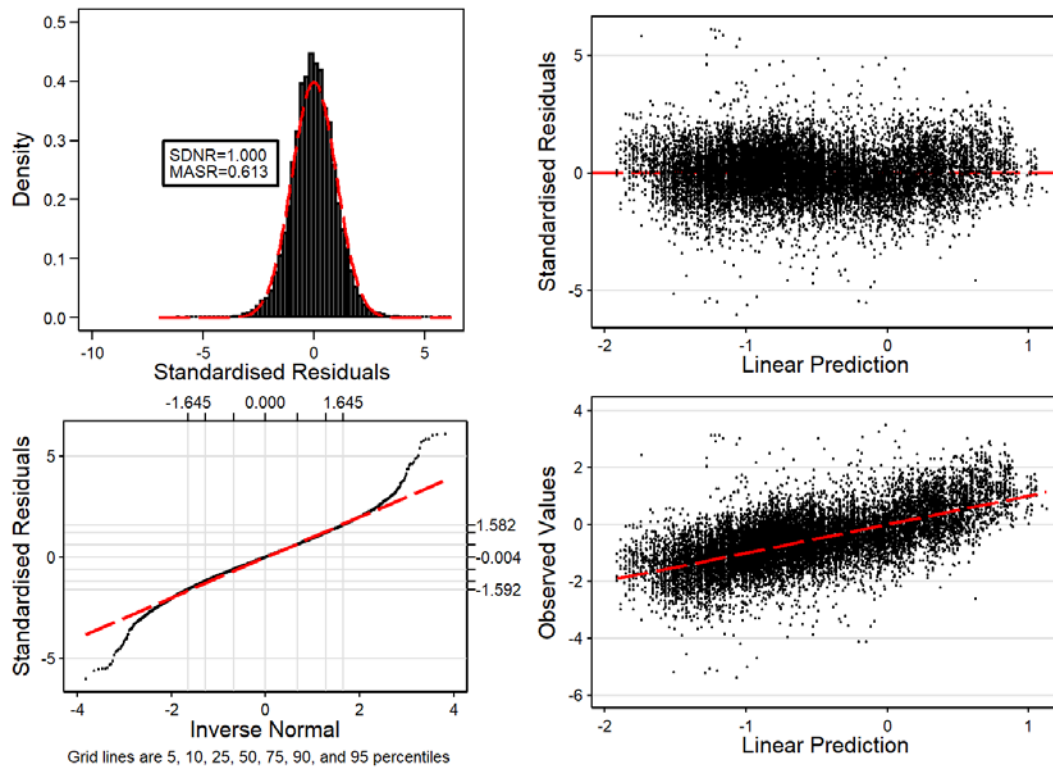 0.5
0.4
0.3
0.2
0.1
0.0
Density
SDNR=1.000
MASR=0.613
-10 -5 0 5
Standardised Residuals
5
0
-5
Standardised Residuals
-2 -1 0 1
Linear Prediction
-1.645 0.000 1.645
5
0
-5
Standardised Residuals
-1.582
-0.004
-1.592
-4 -2 0 2 4
Inverse Normal
Grid lines are 5, 10, 25, 50, 75, 90, and 95 percentiles
4
2
0
-2
-4
-6
Observed Values
-2 -1 0 1
Linear Prediction